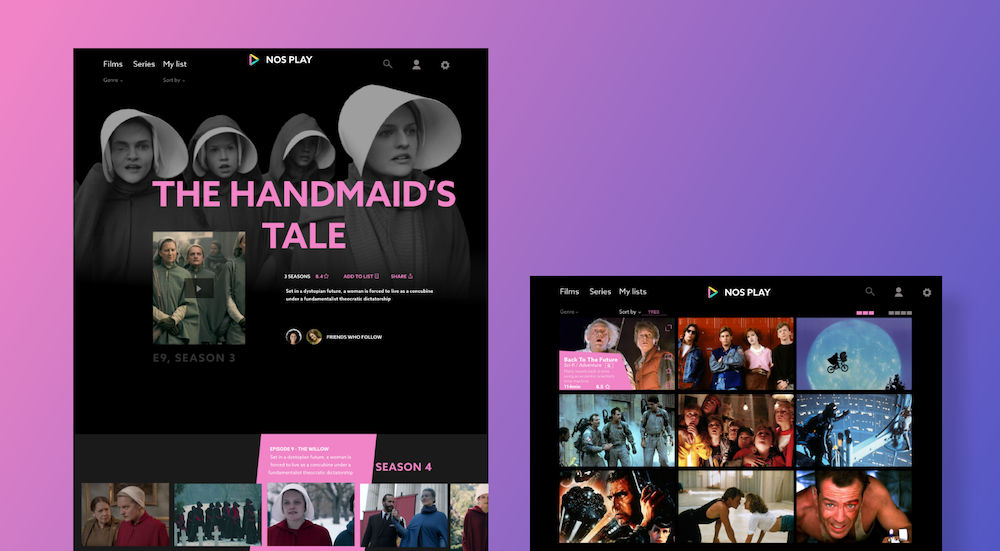 Films Series My list
NOS PLAY
Genre Sort by
THE HANDMAID'S
TALE
3 SEASONS 8.4 ADD TO LIST SHARE
Set in a dystopian future, a woman is forced to live as a concubine
under a fundamentalist theocratic dictatorship
FRIENDS WHO FOLLOW
E9, SEASON 3
EPISODE 9 - THE WILLOW
Set in a dystopian future, a woman is
forced to live as a concubine under a
fundamentalist theocratic dictatorship
SEASON 4
Films Series My lists
NOS PLAY
Genre Sort by 1980
Back To The Future
Sci-Fi / Adventure
114min 8.5